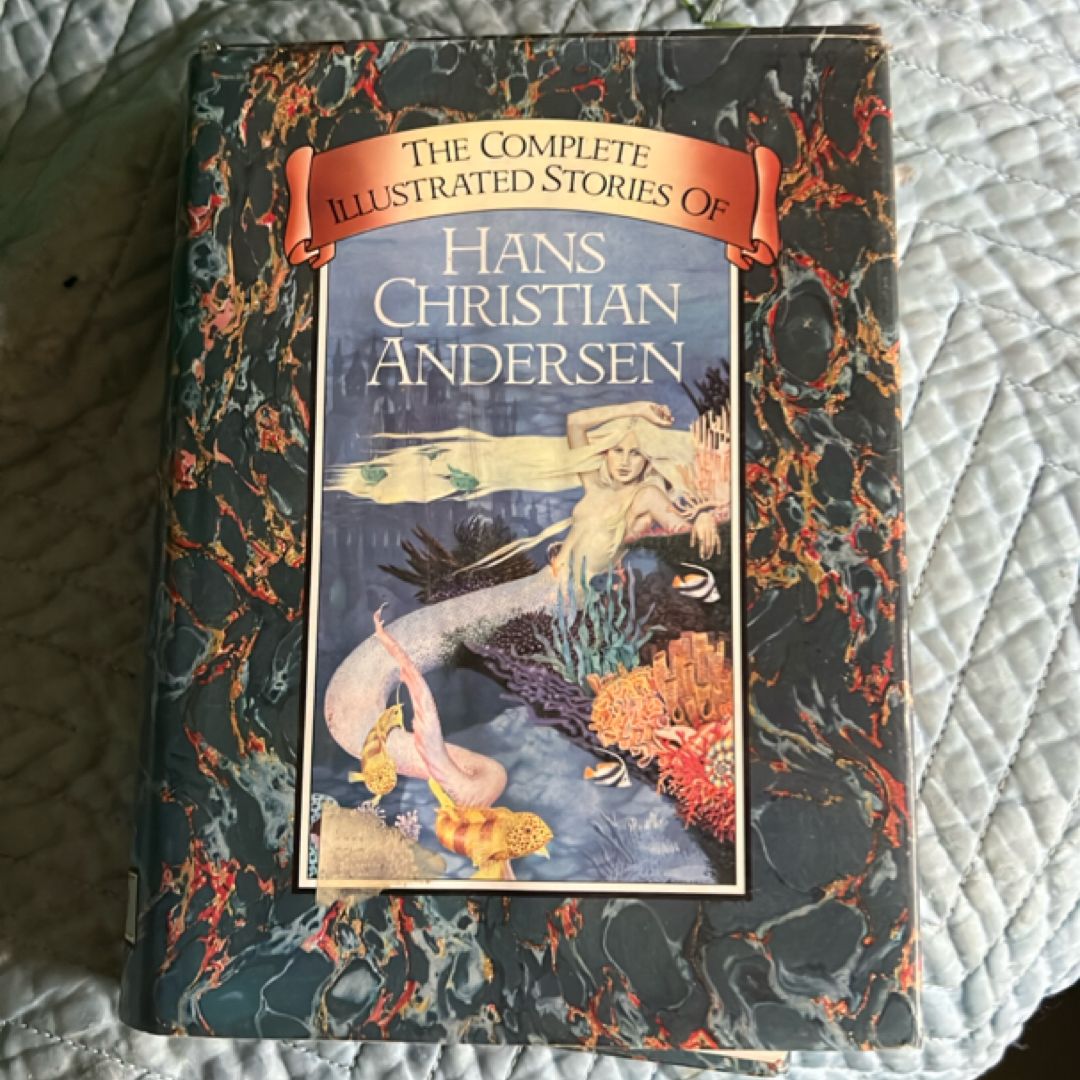 THE COMPLETE
ILLUSTRATED STORIES OF
HANS
CHRISTIAN
ANDERSEN